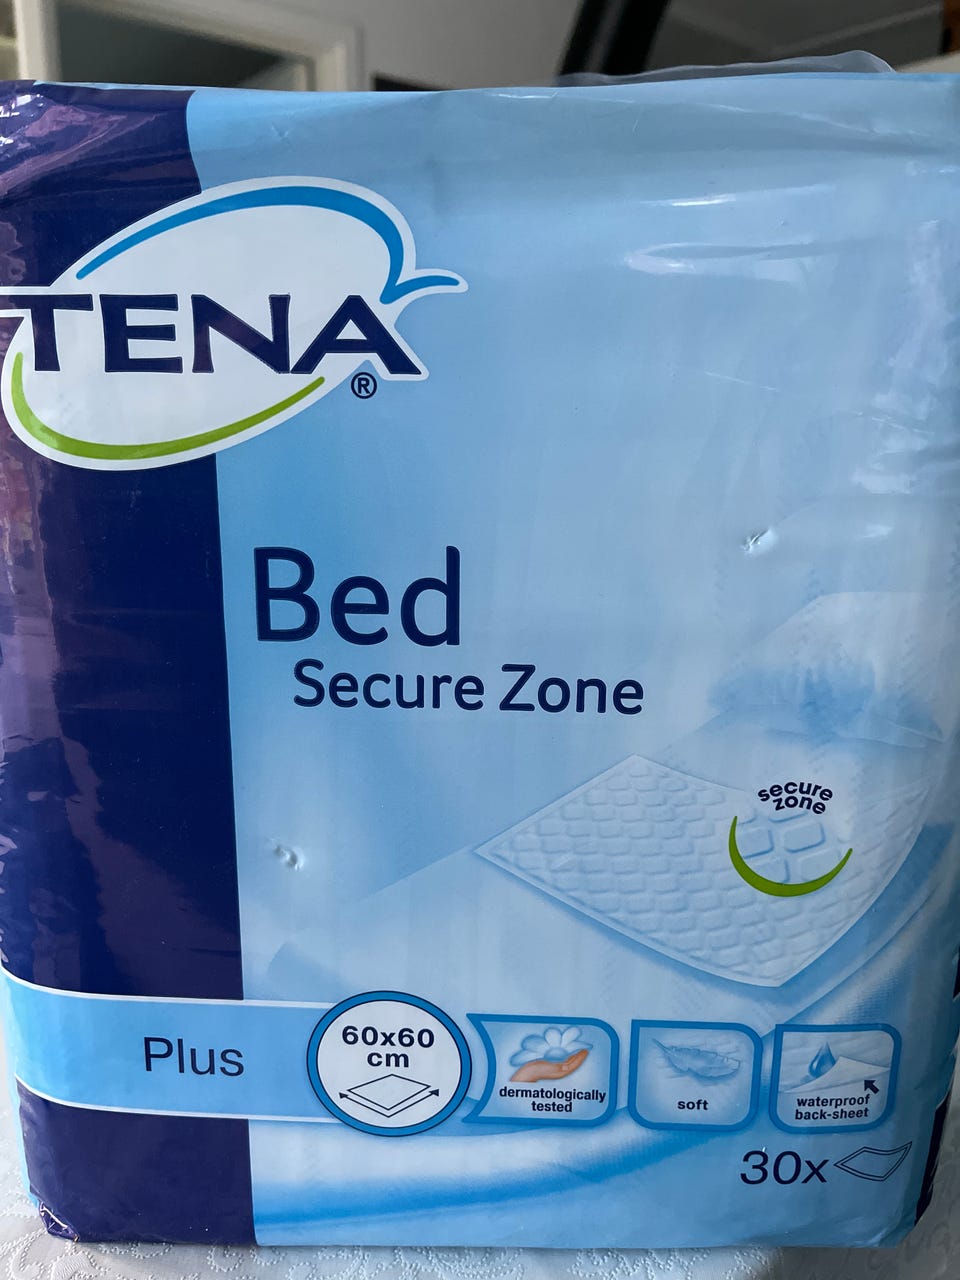 TENA
®
Bed
Secure Zone
secure
zone
Plus
60x60
cm
dermatologically
tested
soft
waterproof
back-sheet
30x